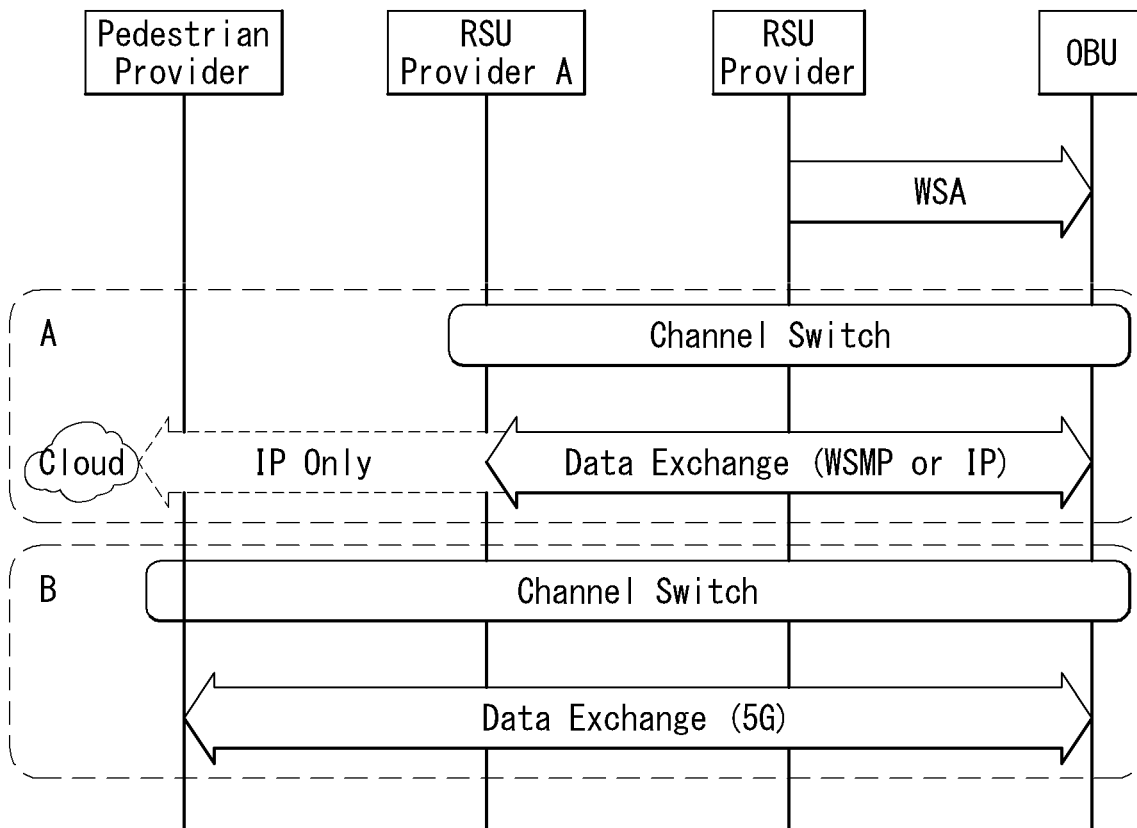 Pedestrian
Provider
RSU
Provider A
RSU
Provider
OBU
WSA
A
Channel Switch
Cloud
IP Only
Data Exchange (WSMP or IP)
B
Channel Switch
Data Exchange (5G)